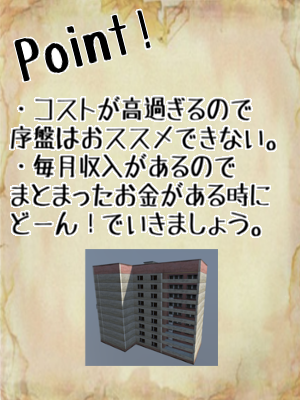 Point!
・コストが高過ぎるので
序盤はおススメできない。
・毎月収入があるので
まとまったお金がある時に
どーん！でいきましょう。